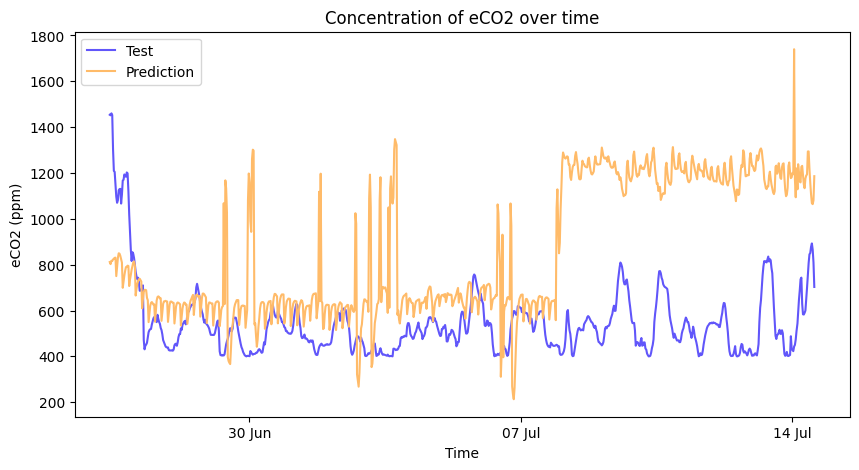 Concentration of eCO2 over time
Test
Prediction
eCO2 (ppm)
1800
1600
1400
1200
1000
800
600
400
200
30 Jun
07 Jul
14 Jul
Time